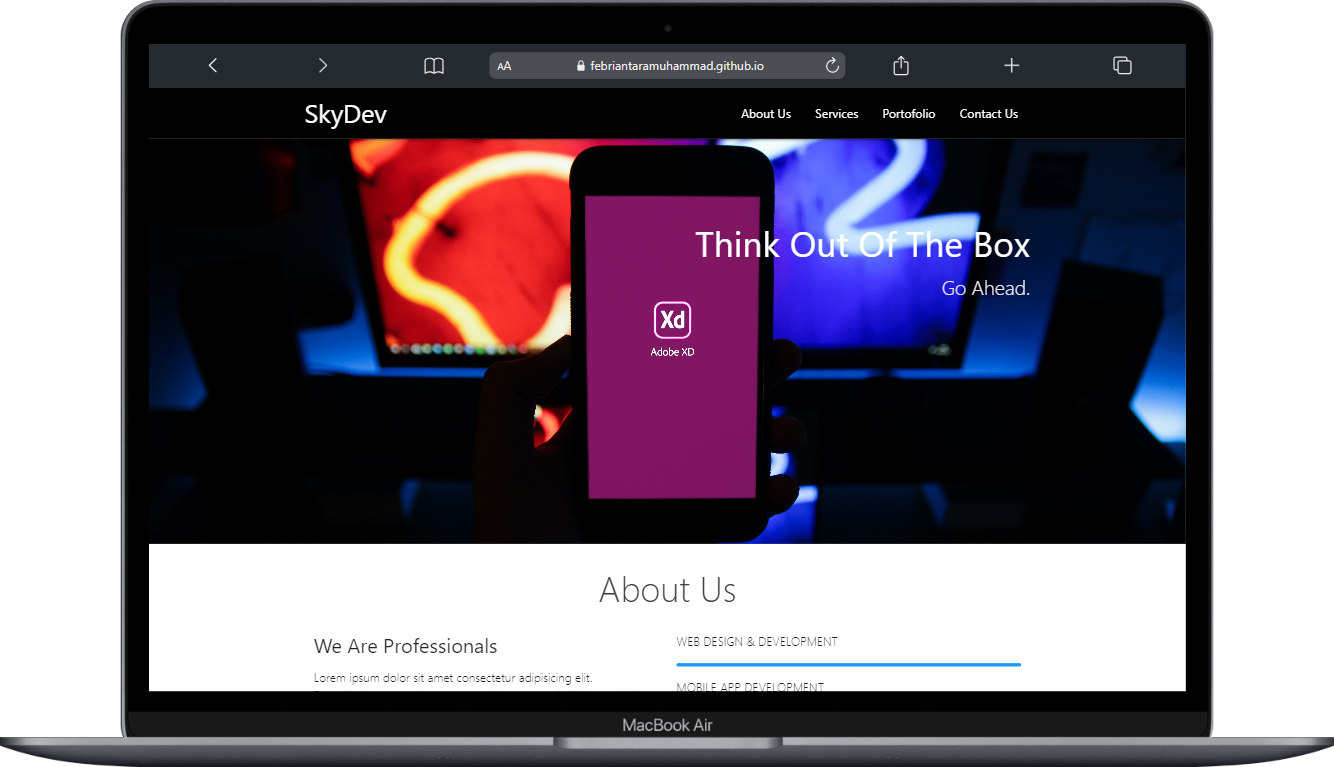 AA febriantaramuhammad.github.io
SkyDev About Us Services Portofolio Contact Us
Think Out Of The Box
Go Ahead.
Xd
Adobe XD
About Us
We Are Professionals
Lorem ipsum dolor sit amet consectetur adipisicing elit.
WEB DESIGN & DEVELOPMENT
MOBILE APP DEVELOPMENT
MacBook Air